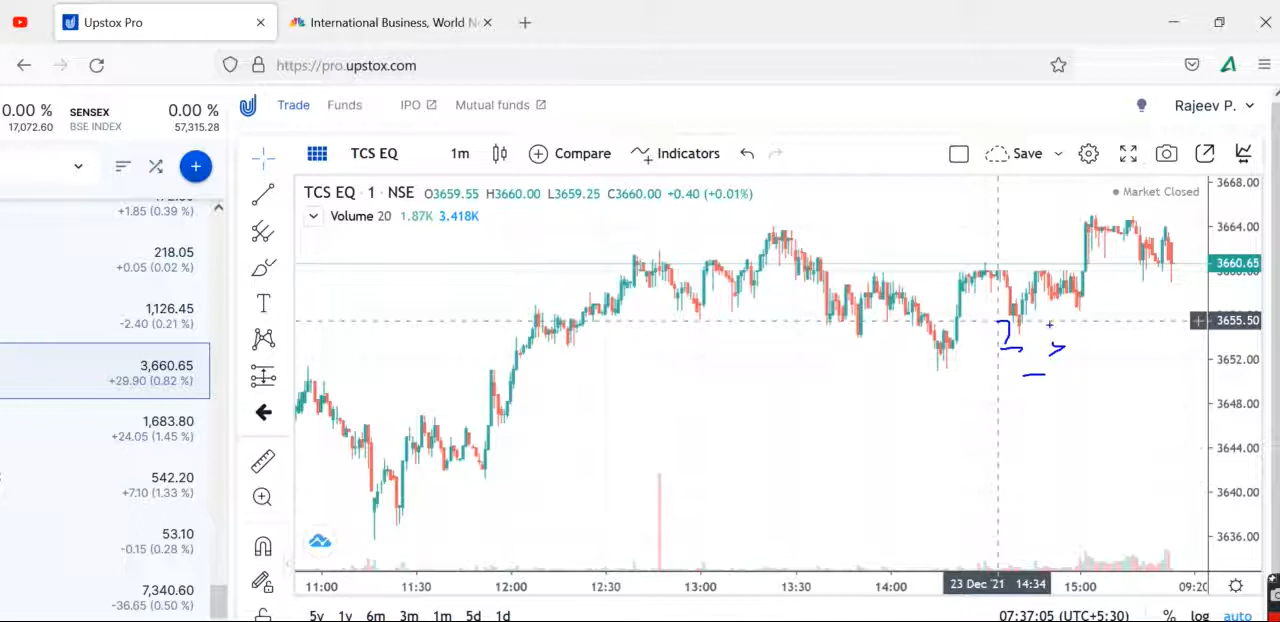 Upstox Pro
International Business, World N
https://pro.upstox.com
0.00 %
17,072.60
SENSEX
BSE INDEX
0.00 %
57,315.28
Trade
Funds
IPO
Mutual funds
Rajeev P.
TCS EQ
1m
Compare
Indicators
Save
+1.85 (0.39 %)
218.05
+0.05 (0.02 %)
1,126.45
-2.40 (0.21 %)
3,660.65
+29.90 (0.82 %)
1,683.80
+24.05 (1.45 %)
542.20
+7.10 (1.33 %)
53.10
-0.15 (0.28 %)
7,340.60
-36.65 (0.50 %)
TCS EQ · 1 · NSE O3659.55 H3660.00 L3659.25 C3660.00 +0.40 (+0.01%)
Market Closed
Volume 20 1.87K 3.418K
3668.00
3664.00
3660.65
3655.50
3652.00
3648.00
3644.00
3640.00
3636.00
11:00
11:30
12:00
12:30
13:00
13:30
14:00
23 Dec '21 14:34
15:00
09:20
5y 1y 6m 3m 1m 5d 1d
07:37:05 (UTC+5:30)
% log auto